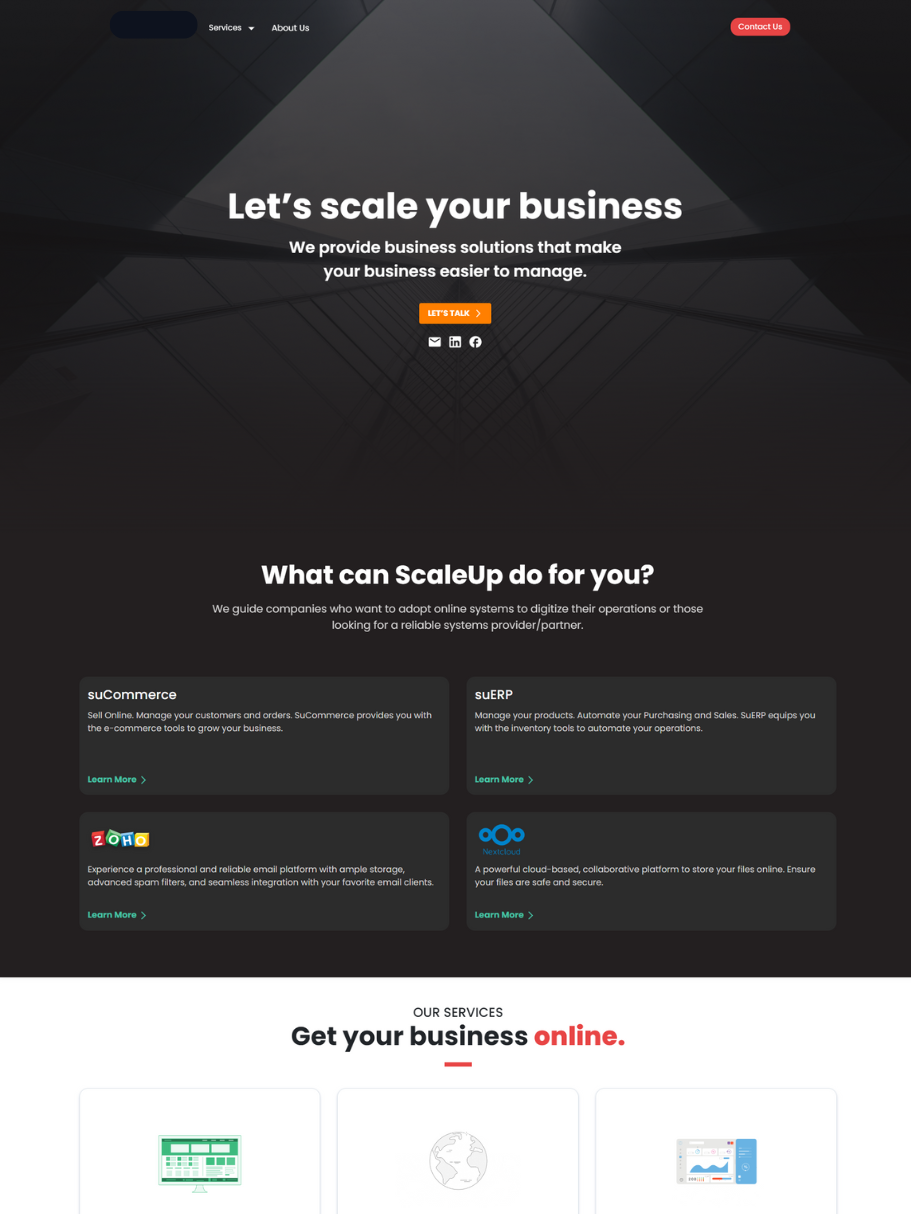 Services
About Us
Contact Us
Let’s scale your business
We provide business solutions that make
your business easier to manage.
LET'S TALK
What can ScaleUp do for you?
We guide companies who want to adopt online systems to digitize their operations or those
looking for a reliable systems provider/partner.
suCommerce
Sell Online. Manage your customers and orders. SuCommerce provides you with
the e-commerce tools to grow your business.
Learn More
suERP
Manage your products. Automate your Purchasing and Sales. SuERP equips you
with the inventory tools to automate your operations.
Learn More
ZOHO
Experience a professional and reliable email platform with ample storage,
advanced spam filters, and seamless integration with your favorite email clients.
Learn More
Nextcloud
A powerful cloud-based, collaborative platform to store your files online. Ensure
your files are safe and secure.
Learn More
OUR SERVICES
Get your business online.